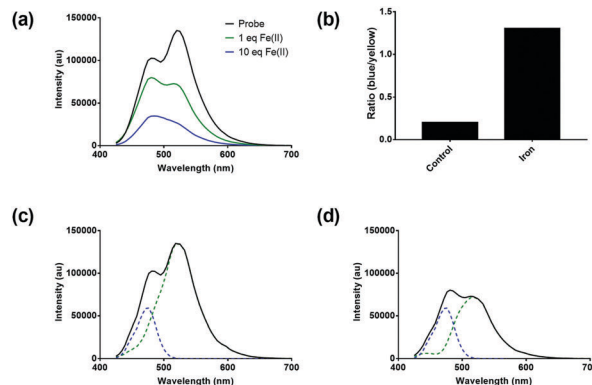 (a)
Probe
1 eq Fe(II)
10 eq Fe(II)
Intensity (au)
150000
100000
50000
0
400 500 600 700
Wavelength (nm)
(b)
Ratio (blue/yellow)
1.5
1.0
0.5
0.0
Control
Iron
(c)
Intensity (au)
150000
100000
50000
0
400 500 600 700
Wavelength (nm)
(d)
Intensity (au)
150000
100000
50000
0
400 500 600 700
Wavelength (nm)